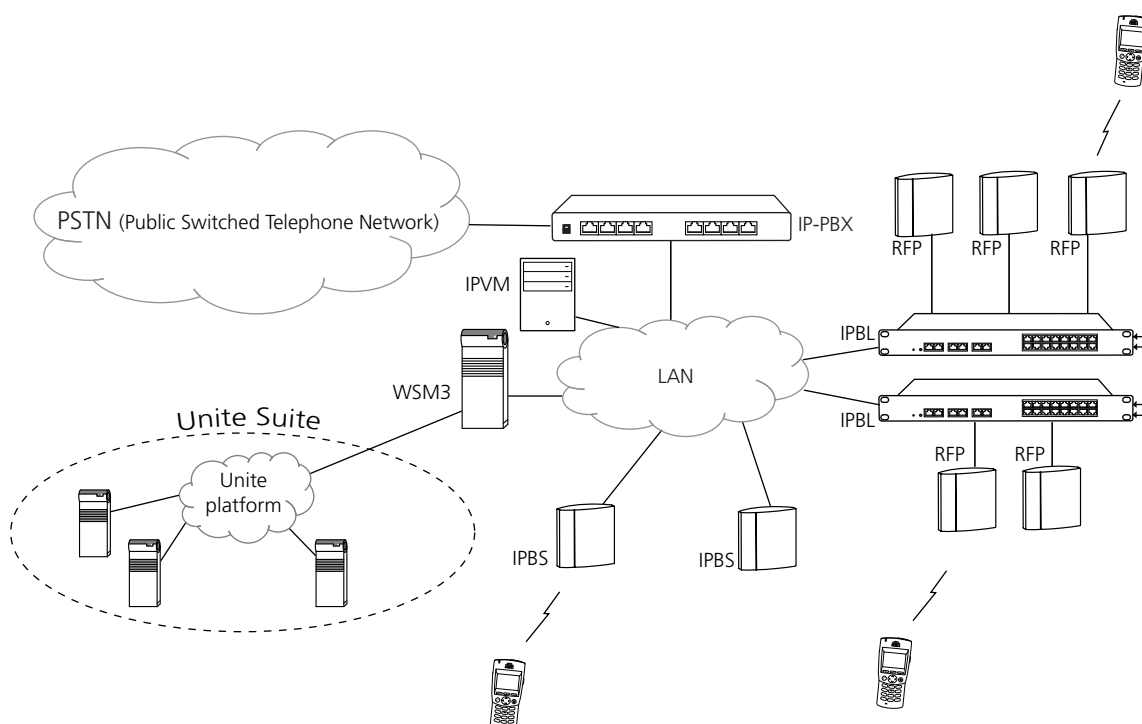 PSTN (Public Switched Telephone Network)
IP-PBX
RFP
RFP
RFP
IPVM
IPBL
LAN
WSM3
IPBL
Unite Suite
RFP
RFP
Unite
platform
IPBS
IPBS